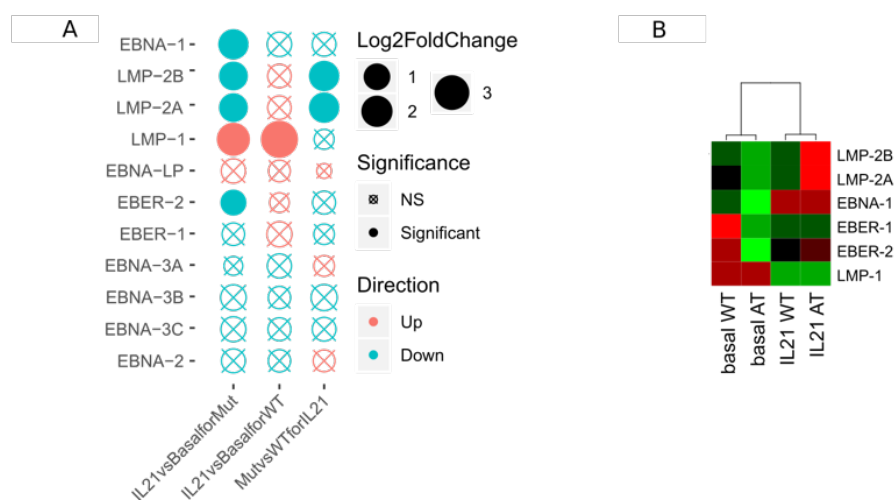 A
EBNA-1
LMP-2B
LMP-2A
LMP-1
EBNA-LP
EBER-2
EBER-1
EBNA-3A
EBNA-3B
EBNA-3C
EBNA-2
IL21vsBasalforMut
IL21vsBasalforWT
MutvsWTforIL21
Log2FoldChange
1
2
3
Significance
NS
Significant
Direction
Up
Down
B
LMP-2B
LMP-2A
EBNA-1
EBER-1
EBER-2
LMP-1
basal WT
basal AT
IL21 WT
IL21 AT